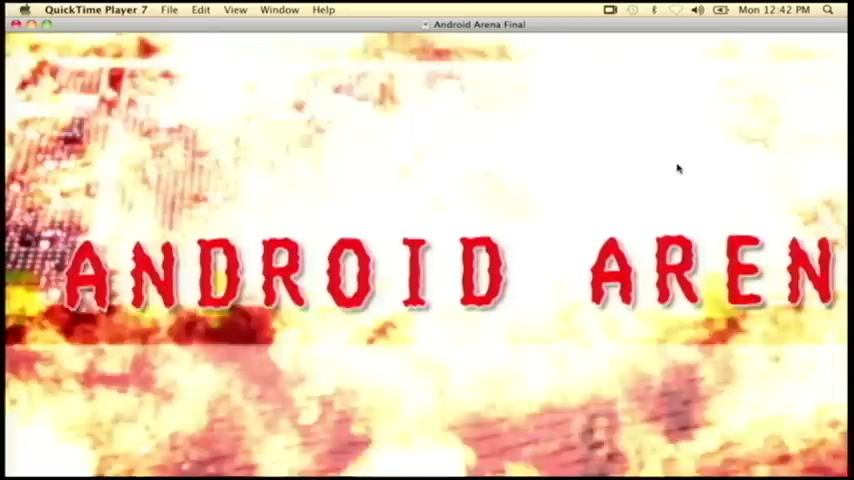 QuickTime Player 7 File Edit View Window Help Mon 12:42 PM
Android Arena Final
ANDROID AREN